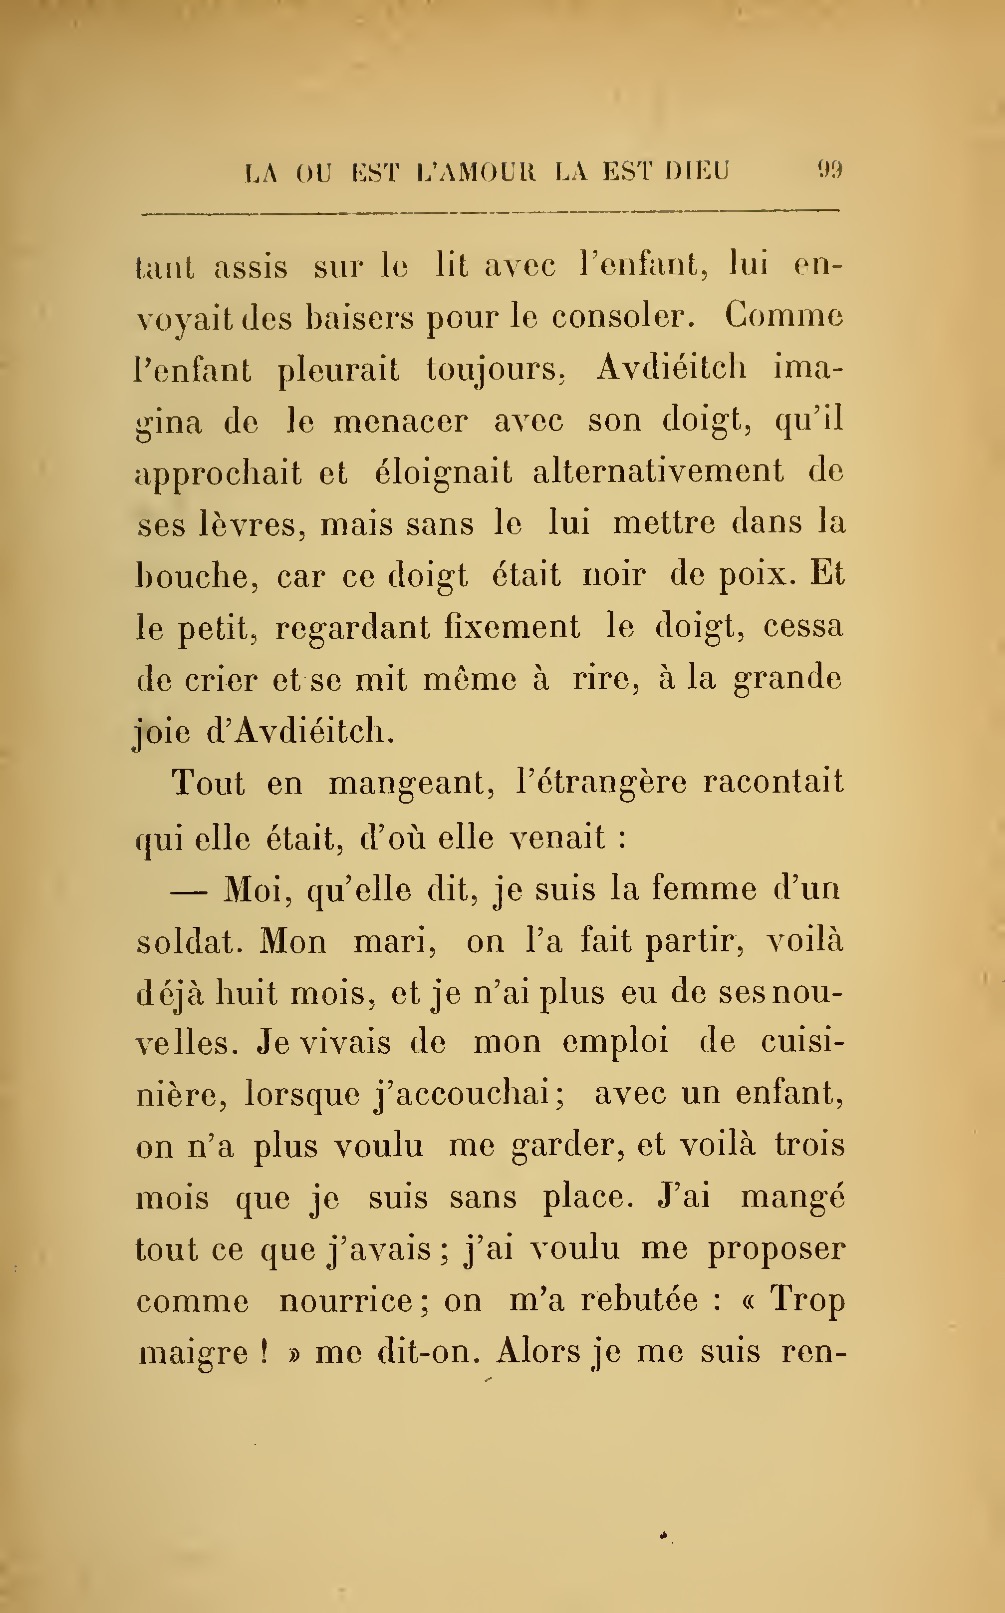 LA OU EST L'AMOUR LA EST DIEU 99
tant assis sur le lit avec l'enfant, lui en-
voyait des baisers pour le consoler. Comme
l'enfant pleurait toujours, Avdiéitch ima-
gina de le menacer avec son doigt, qu'il
approchait et éloignait alternativement de
ses lèvres, mais sans le lui mettre dans la
bouche, car ce doigt était noir de poix. Et
le petit, regardant fixement le doigt, cessa
de crier et se mit même à rire, à la grande
joie d'Avdiéitch.
Tout en mangeant, l'étrangère racontait
qui elle était, d'où elle venait :
— Moi, qu'elle dit, je suis la femme d'un
soldat. Mon mari, on l'a fait partir, voilà
déjà huit mois, et je n'ai plus eu de ses nou-
velles. Je vivais de mon emploi de cuisi-
nière, lorsque j'accouchai ; avec un enfant,
on n'a plus voulu me garder, et voilà trois
mois que je suis sans place. J'ai mangé
tout ce que j'avais ; j'ai voulu me proposer
comme nourrice ; on m'a rebutée : « Trop
maigre ! » me dit-on. Alors je me suis ren-